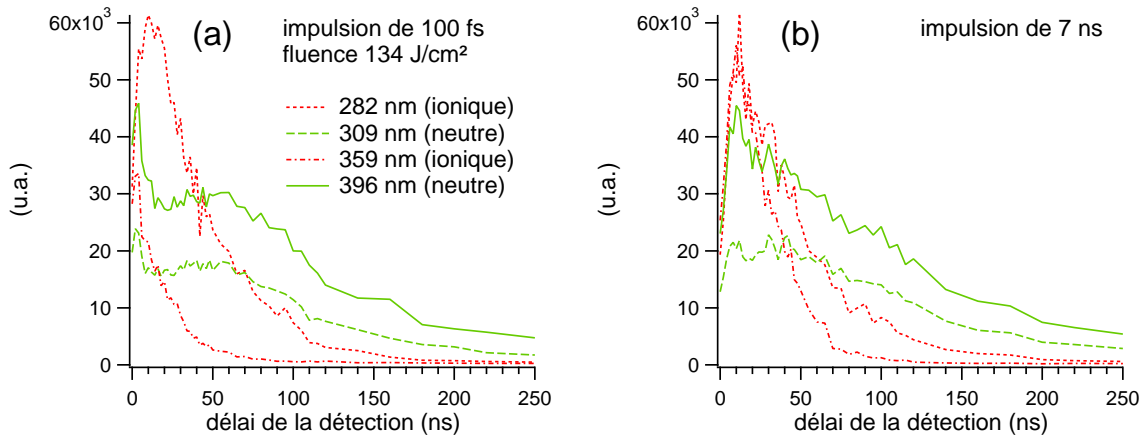 60x10³
50
40
30
20
10
0
(u.a.)
(a)
impulsion de 100 fs
fluence 134 J/cm²
282 nm (ionique)
309 nm (neutre)
359 nm (ionique)
396 nm (neutre)
0 50 100 150 200 250
délai de la détection (ns)
60x10³
50
40
30
20
10
0
(u.a.)
(b)
impulsion de 7 ns
0 50 100 150 200 250
délai de la détection (ns)